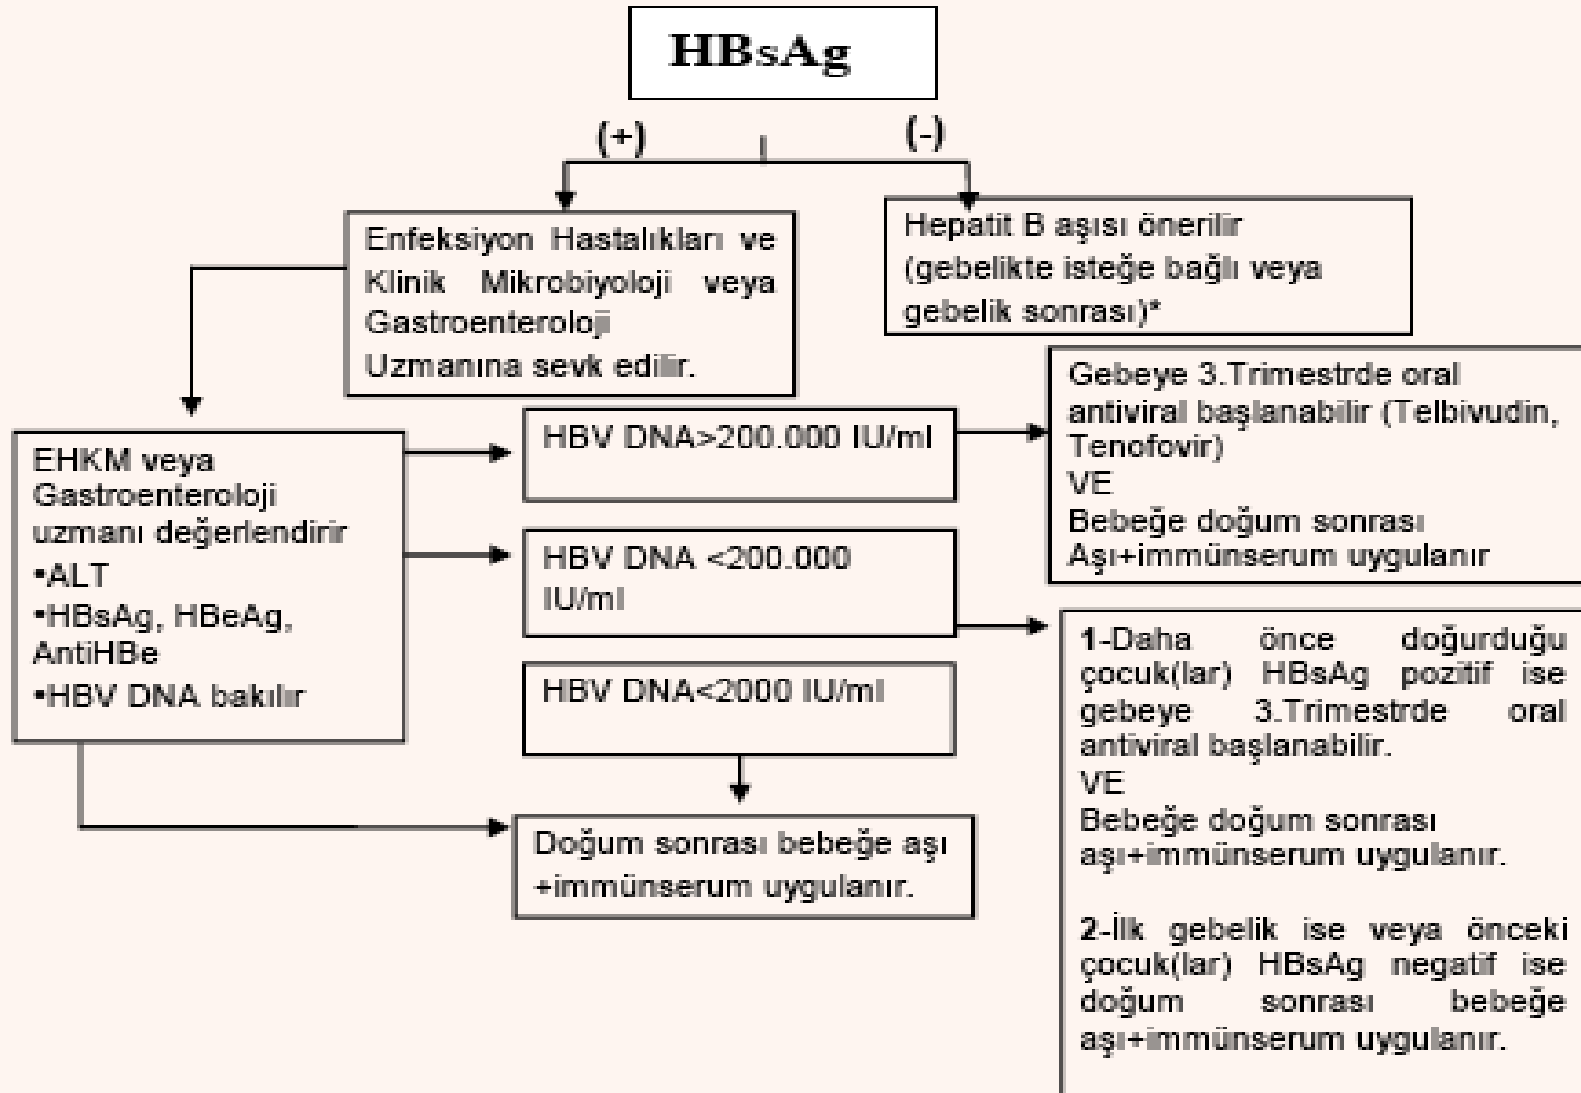 HBsAg
(+)
(-)
Enfeksiyon Hastalıkları ve
Klinik Mikrobiyoloji veya
Gastroenteroloji
Uzmanına sevk edilir.
Hepatit B aşısı önerilir
(gebelikte isteğe bağlı veya
gebelik sonrası)*
EHKM veya
Gastroenteroloji
uzmanı değerlendirir
•ALT
•HBsAg, HBeAg,
AntiHBe
•HBV DNA bakılır
HBV DNA>200.000 IU/ml
Gebeye 3.Trimestrde oral
antiviral başlanabilir (Telbivudin,
Tenofovir)
VE
Bebeğe doğum sonrası
Aşı+immünserum uygulanır
HBV DNA <200.000
IU/ml
1-Daha önce doğurduğu
çocuk(lar) HBsAg pozitif ise
gebeye 3.Trimestrde oral
antiviral başlanabilir.
VE
Bebeğe doğum sonrası
aşı+immünserum uygulanır.
2-İlk gebelik ise veya önceki
çocuk(lar) HBsAg negatif ise
doğum sonrası bebeğe
aşı+immünserum uygulanır.
HBV DNA<2000 IU/ml
Doğum sonrası bebeğe aşı
+immünserum uygulanır.